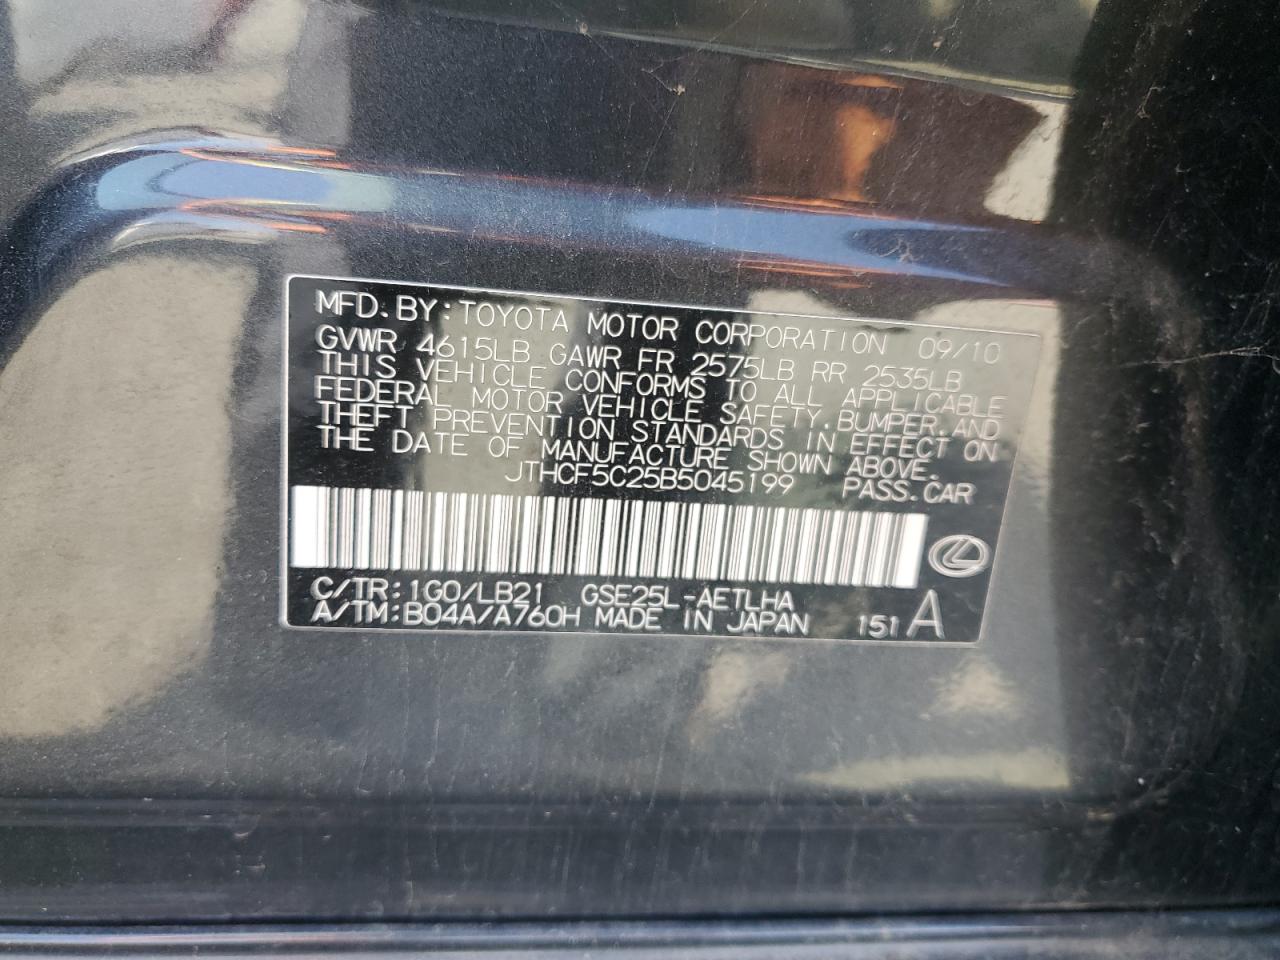 MFD. BY: TOYOTA MOTOR CORPORATION 09/10
GVWR 4615LB GAWR FR 2575LB RR 2535LB
THIS VEHICLE CONFORMS TO ALL APPLICABLE
FEDERAL MOTOR VEHICLE SAFETY, BUMPER, AND
THEFT PREVENTION STANDARDS IN EFFECT ON
THE DATE OF MANUFACTURE SHOWN ABOVE.
JTHCF5C25B5045199 PASS. CAR
C/TR: 1G0/LB21 GSE25L-AETLHA
A/TM: B04A/A760H MADE IN JAPAN 151 A